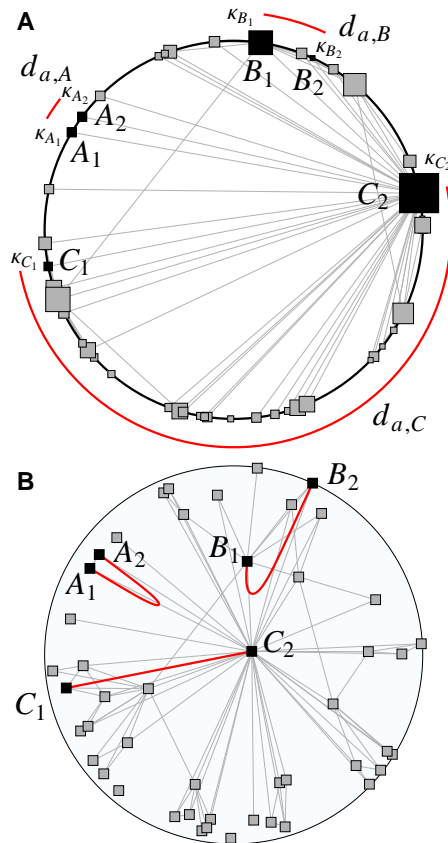 A
κ_{B_1}
d_{a,B}
κ_{B_2}
d_{a,A}
B_1
B_2
κ_{A_2}
A_2
κ_{A_1}
A_1
κ_{C_2}
C_2
κ_{C_1}
C_1
d_{a,C}
B
B_2
A_2
B_1
A_1
C_2
C_1